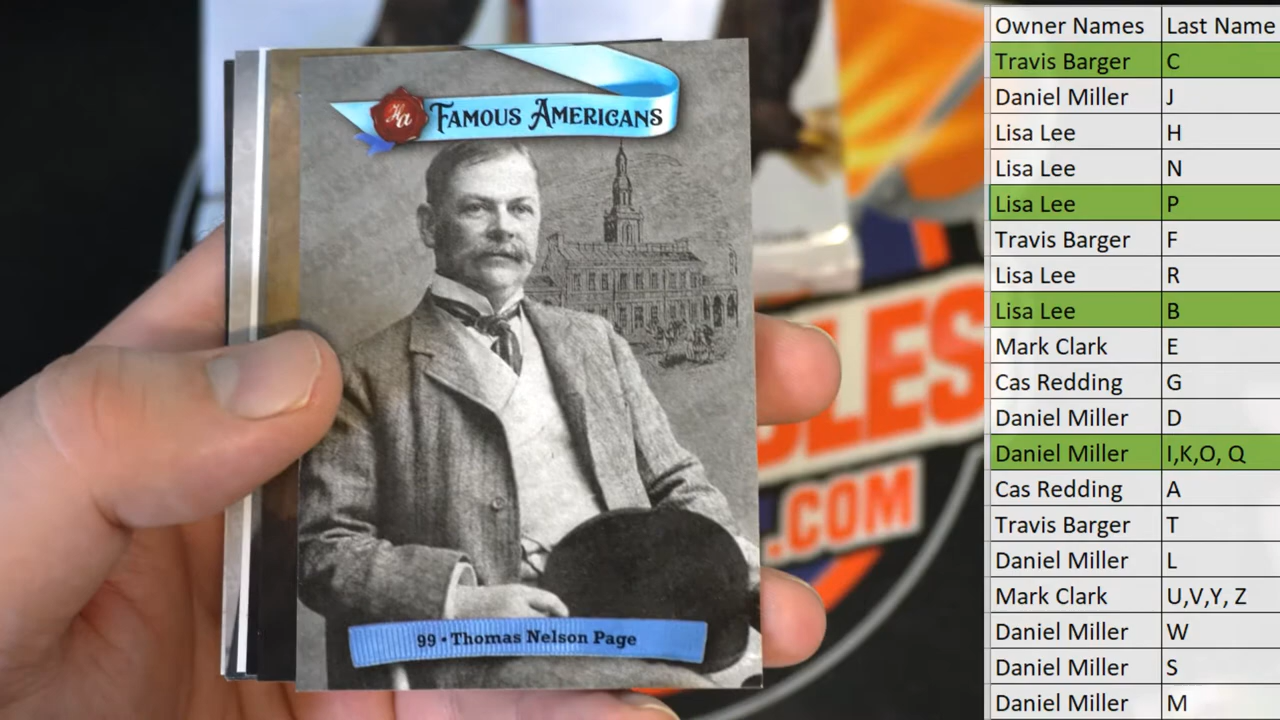 Ha
FAMOUS AMERICANS
99 • Thomas Nelson Page
LES
.COM
Owner Names Last Name
Travis Barger C
Daniel Miller J
Lisa Lee H
Lisa Lee N
Lisa Lee P
Travis Barger F
Lisa Lee R
Lisa Lee B
Mark Clark E
Cas Redding G
Daniel Miller D
Daniel Miller I,K,O, Q
Cas Redding A
Travis Barger T
Daniel Miller L
Mark Clark U,V,Y, Z
Daniel Miller W
Daniel Miller S
Daniel Miller M